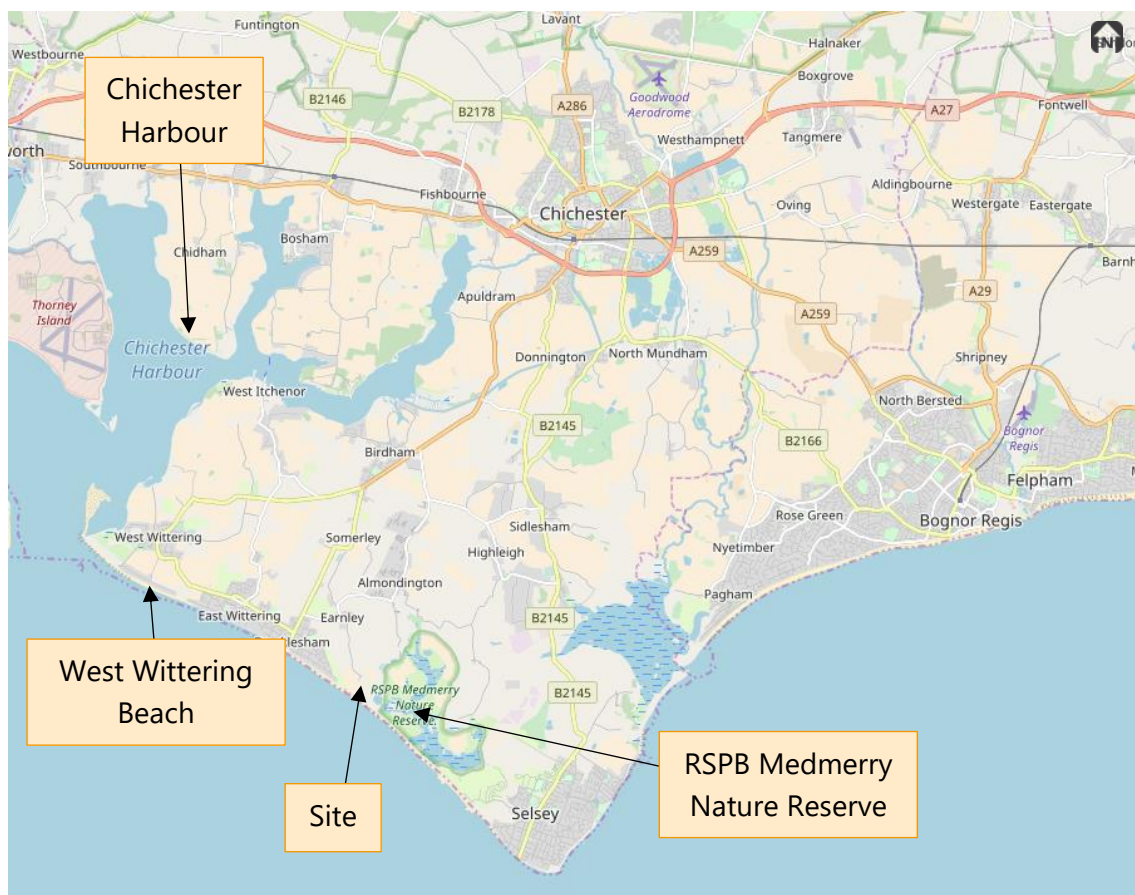 Lavant
Funtington
Westbourne
Halnaker
Boxgrove
Chichester
Harbour
B2146
B2178
A286
Goodwood
Aerodrome
A27
Fontwell
Westhampnett
Tangmere
worth
Southbourne
Fishbourne
Aldingbourne
Chichester
Oving
Westergate
Eastergate
Bosham
Chidham
A259
Barnh
Apuldram
A29
Thorney
Island
A259
Chichester
Harbour
Donnington
North Mundham
Shripney
West Itchenor
North Bersted
B2145
Bognor
Regis
B2166
Birdham
Felpham
Rose Green
Bognor Regis
Sidlesham
West Wittering
Somerley
Highleigh
Nyetimber
Almondington
Pagham
East Wittering
Earnley
B2145
West Wittering
Beach
RSPB Medmerry
Nature
Reserve
B2145
RSPB Medmerry
Nature Reserve
Site
Selsey